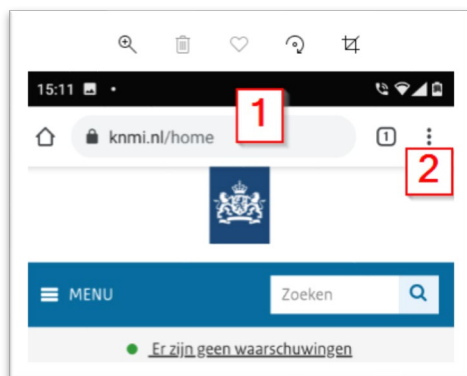 15:11
1
knmi.nl/home
1
2
MENU
Zoeken
Er zijn geen waarschuwingen